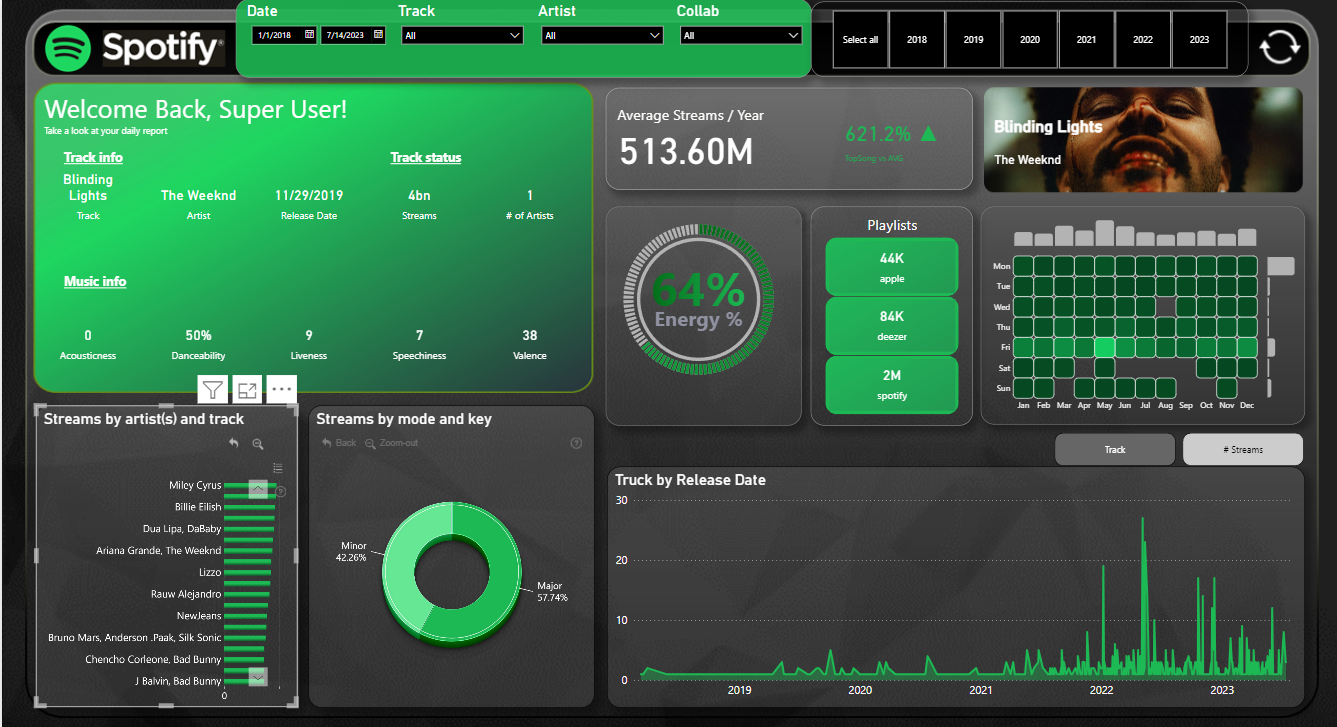 Spotify®
Date
Track
Artist
Collab
1/1/2018
7/14/2023
All
All
All
Select all
2018
2019
2020
2021
2022
2023
Welcome Back, Super User!
Take a look at your daily report
Track info
Track status
Blinding
Lights
The Weeknd
11/29/2019
4bn
1
Track
Artist
Release Date
Streams
# of Artists
Music info
0
50%
9
7
38
Acousticness
Danceability
Liveness
Speechiness
Valence
Average Streams / Year
513.60M
621.2% ▲
TopSong vs AVG
Blinding Lights
The Weeknd
64%
Energy %
Playlists
44K
apple
84K
deezer
2M
spotify
Mon
Tue
Wed
Thu
Fri
Sat
Sun
Jan Feb Mar Apr May Jun Jul Aug Sep Oct Nov Dec
Streams by artist(s) and track
Miley Cyrus
Billie Eilish
Dua Lipa, DaBaby
Ariana Grande, The Weeknd
Lizzo
Rauw Alejandro
NewJeans
Bruno Mars, Anderson .Paak, Silk Sonic
Chencho Corleone, Bad Bunny
J Balvin, Bad Bunny
0
Streams by mode and key
Back
Zoom-out
?
Minor
42.26%
Major
57.74%
Track
# Streams
Truck by Release Date
30
20
10
0
2019
2020
2021
2022
2023